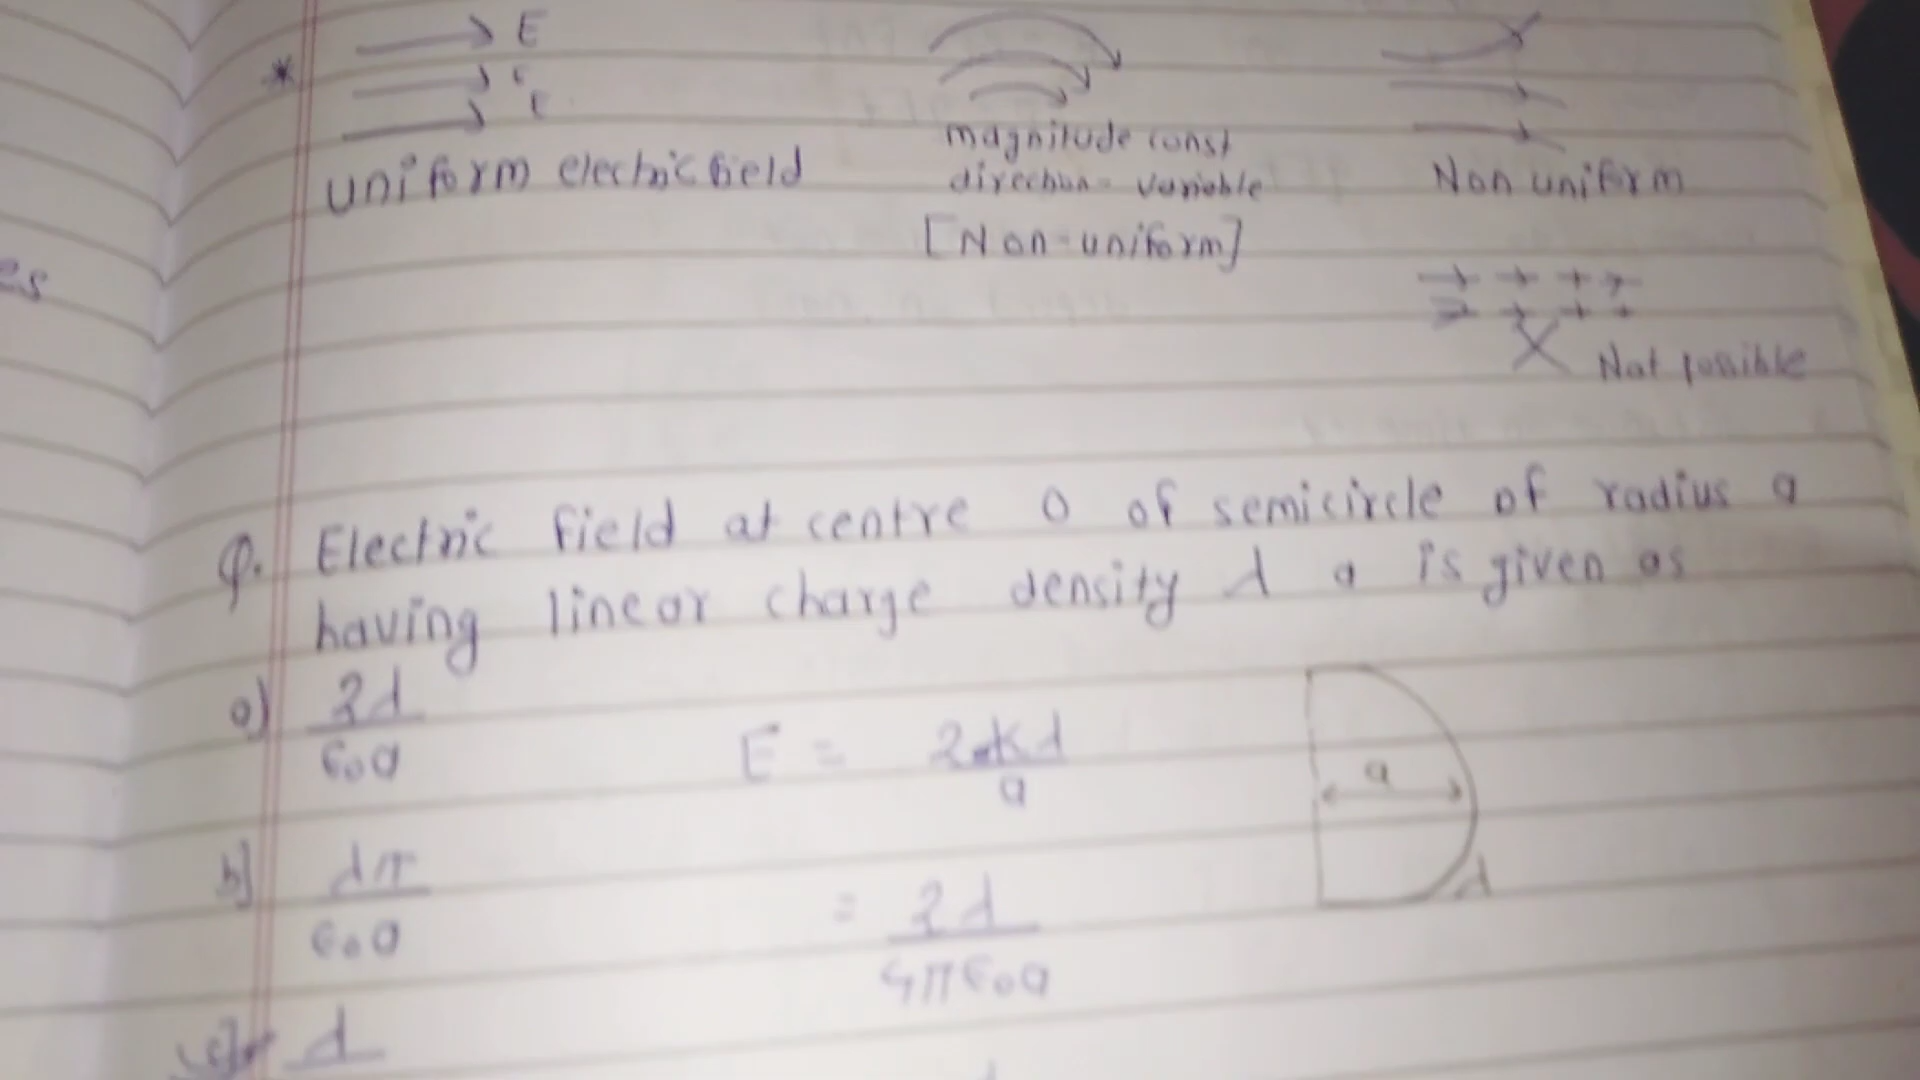 * E
E
E
uniform electric field
magnitude const
direction - variable
[Non-uniform]
Non uniform
Not possible
es
Q. Electric field at centre O of semicircle of radius a
having linear charge density λ a is given as
a) 2λ
ε₀a
E = 2Kλ
a
a
b] λπ
ε₀a
= 2λ
4πε₀a
λ
c] λ